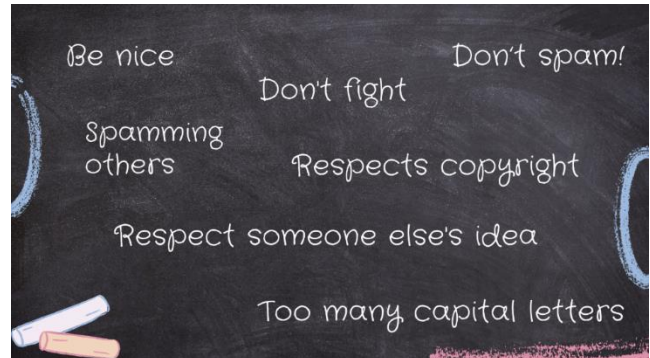 Be nice
Don't spam!
Don't fight
Spamming
others
Respects copyright
Respect someone else's idea
Too many capital letters